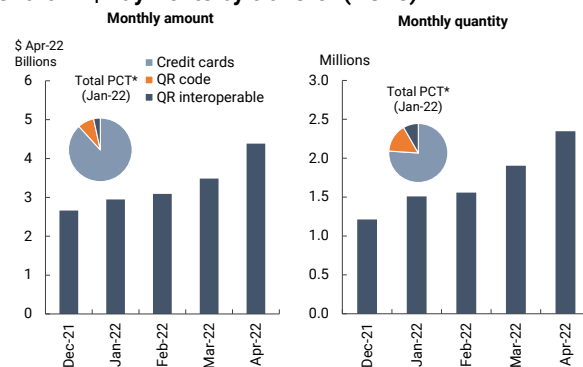 Monthly amount
$ Apr-22
Billions
Credit cards
QR code
QR interoperable
Total PCT*
(Jan-22)
6
5
4
3
2
1
0
Dec-21
Jan-22
Feb-22
Mar-22
Apr-22
Monthly quantity
Millions
Total PCT*
(Jan-22)
3.0
2.5
2.0
1.5
1.0
0.5
0.0
Dec-21
Jan-22
Feb-22
Mar-22
Apr-22